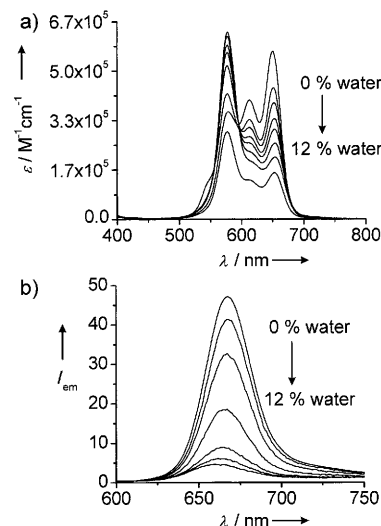 a)
6.7x10⁵
5.0x10⁵
3.3x10⁵
1.7x10⁵
0.0
ε / M⁻¹cm⁻¹
0 % water
12 % water
400 500 600 700 800
λ / nm
b)
50
40
30
20
10
0
I em
0 % water
12 % water
600 650 700 750
λ / nm